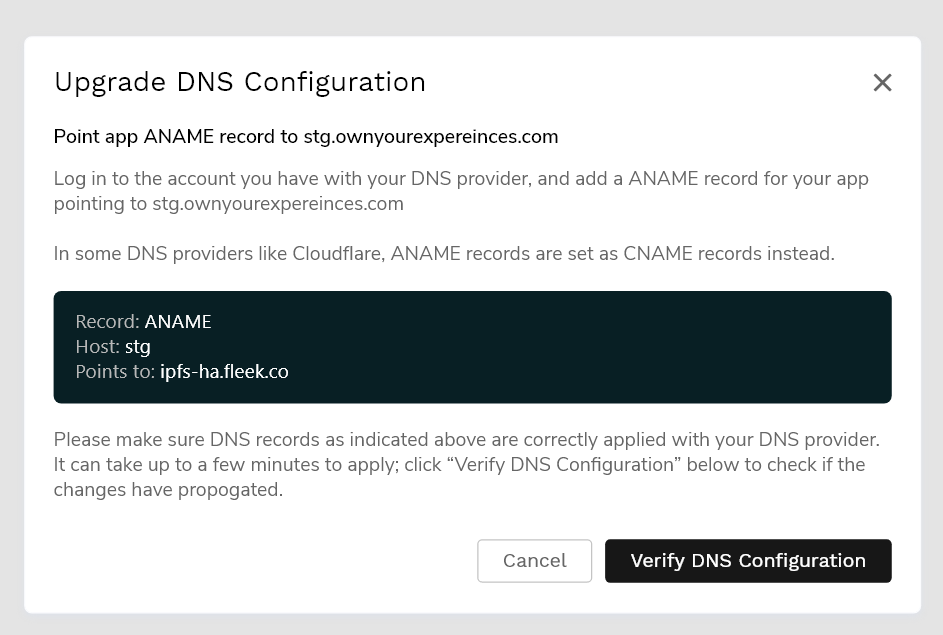 Upgrade DNS Configuration
Point app ANAME record to stg.ownyourexpereinces.com
Log in to the account you have with your DNS provider, and add a ANAME record for your app
pointing to stg.ownyourexpereinces.com
In some DNS providers like Cloudflare, ANAME records are set as CNAME records instead.
Record: ANAME
Host: stg
Points to: ipfs-ha.fleek.co
Please make sure DNS records as indicated above are correctly applied with your DNS provider.
It can take up to a few minutes to apply; click “Verify DNS Configuration” below to check if the
changes have propogated.
Cancel
Verify DNS Configuration